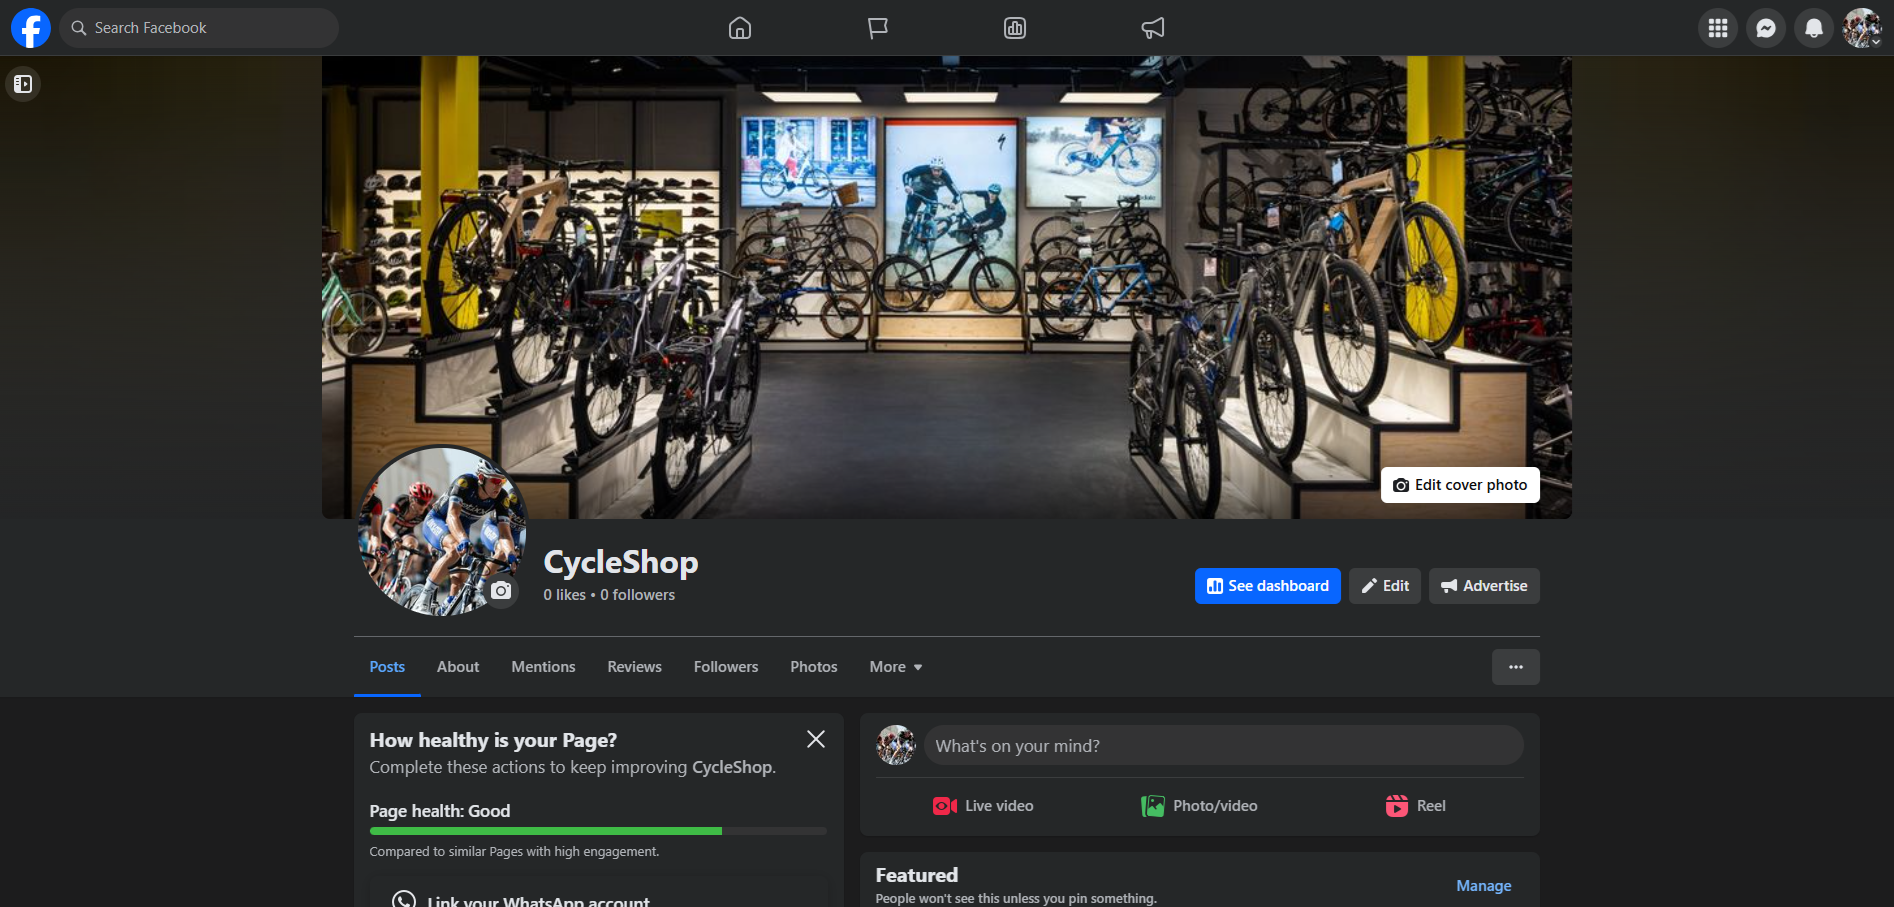 Search Facebook
Edit cover photo
CycleShop
0 likes • 0 followers
See dashboard
Edit
Advertise
Posts
About
Mentions
Reviews
Followers
Photos
More
How healthy is your Page?
Complete these actions to keep improving CycleShop.
Page health: Good
Compared to similar Pages with high engagement.
Link your WhatsApp account
What's on your mind?
Live video
Photo/video
Reel
Featured
People won't see this unless you pin something.
Manage